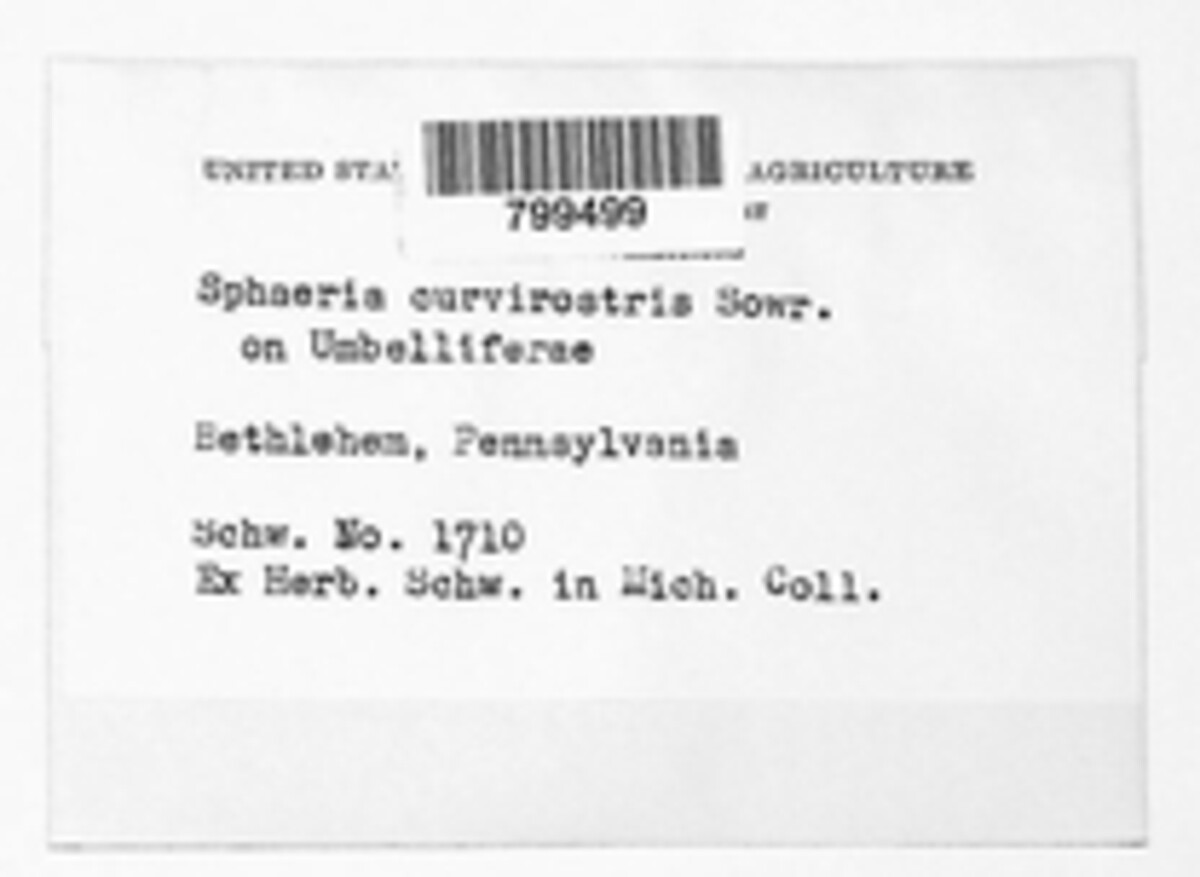 UNITED STA AGRICULTURE
799499
Sphaeria curvirostris Sowr.
on Umbelliferae
Bethlehem, Pennsylvania
Schw. No. 1710
Ex Herb. Schw. in Mich. Coll.